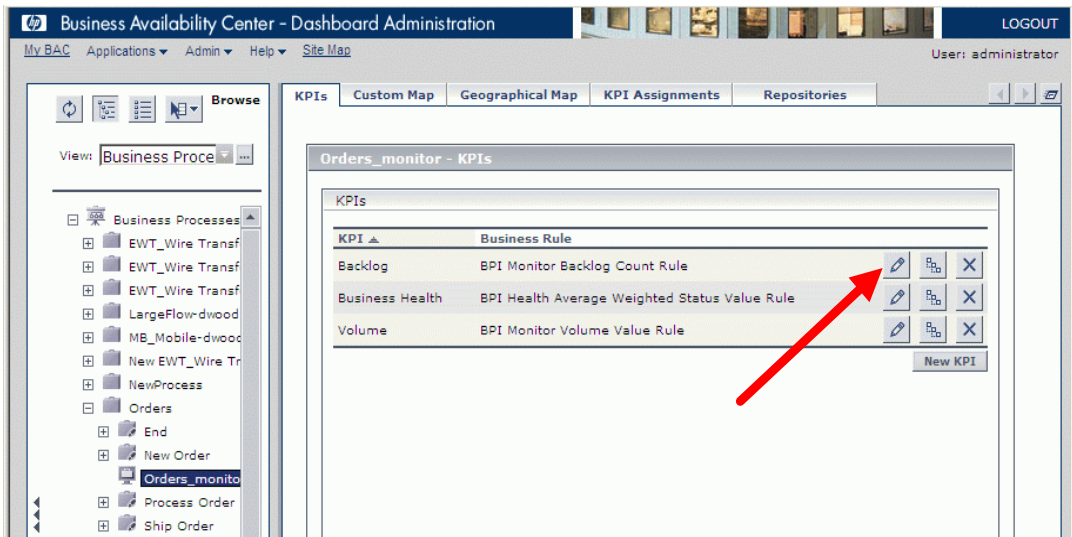 hp Business Availability Center - Dashboard Administration LOGOUT
My BAC Applications Admin Help Site Map User: administrator
Browse
View: Business Proce ...
Business Processes
EWT_Wire Transf
EWT_Wire Transf
EWT_Wire Transf
LargeFlow-dwood
MB_Mobile-dwood
New EWT_Wire Tr
NewProcess
Orders
End
New Order
Orders_monito
Process Order
Ship Order
KPIs Custom Map Geographical Map KPI Assignments Repositories
Orders_monitor - KPIs
KPIs
KPI Business Rule
Backlog BPI Monitor Backlog Count Rule
Business Health BPI Health Average Weighted Status Value Rule
Volume BPI Monitor Volume Value Rule
New KPI